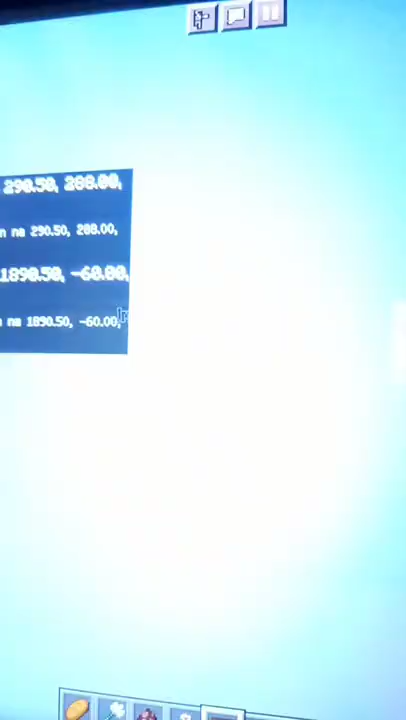 290.50, 288.00,
n na 290.50, 288.00,
1890.50, -60.00,
n na 1890.50, -60.00,